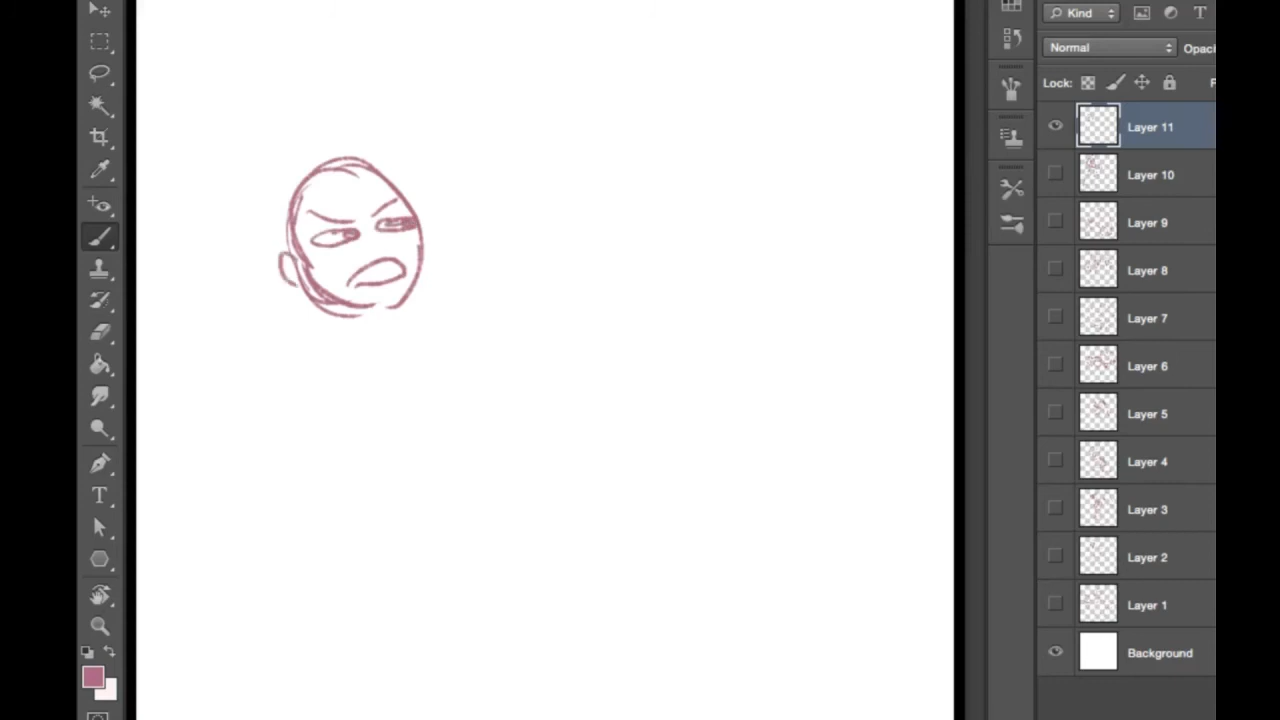 Kind
T
Normal
Opaci
Lock:
F
Layer 11
Layer 10
Layer 9
Layer 8
Layer 7
Layer 6
Layer 5
Layer 4
T
Layer 3
Layer 2
Layer 1
Background